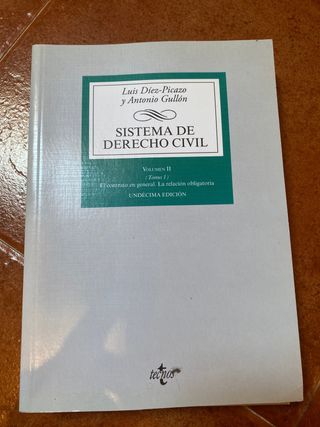 Luis Díez-Picazo
y Antonio Gullón
SISTEMA DE
DERECHO CIVIL
VOLUMEN II
(Tomo 1)
El contrato en general. La relación obligatoria
UNDÉCIMA EDICIÓN
tecnos